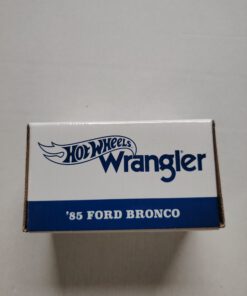 Hot Wheels
Wrangler
'85 FORD BRONCO